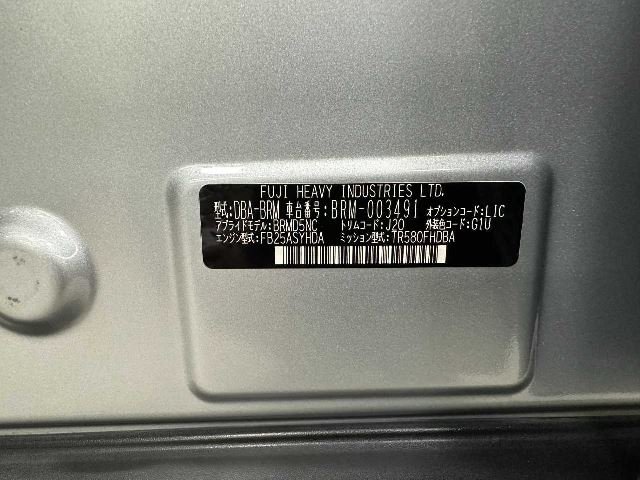 FUJI HEAVY INDUSTRIES LTD.
型式:DBA-BRM 車台番号:BRM-003491 オプションコード:LIC
アプライドモデル:BRMD5NC トリムコード:J20 外装色コード:G1U
エンジン型式:FB25ASYHDA ミッション型式:TR580FHDBA